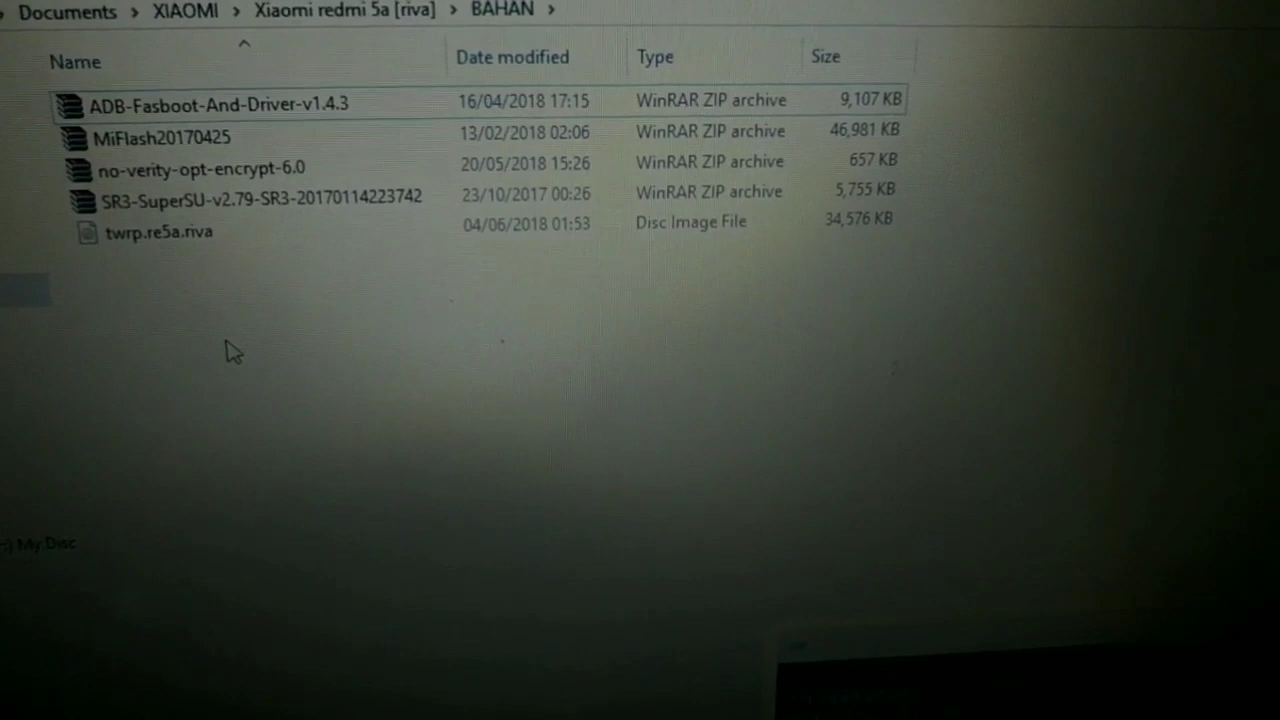 Documents > XIAOMI > Xiaomi redmi 5a [riva] > BAHAN >
Name Date modified Type Size
ADB-Fasboot-And-Driver-v1.4.3 16/04/2018 17:15 WinRAR ZIP archive 9,107 KB
MiFlash20170425 13/02/2018 02:06 WinRAR ZIP archive 46,981 KB
no-verity-opt-encrypt-6.0 20/05/2018 15:26 WinRAR ZIP archive 657 KB
SR3-SuperSU-v2.79-SR3-20170114223742 23/10/2017 00:26 WinRAR ZIP archive 5,755 KB
twrp.re5a.riva 04/06/2018 01:53 Disc Image File 34,576 KB
:) My Disc